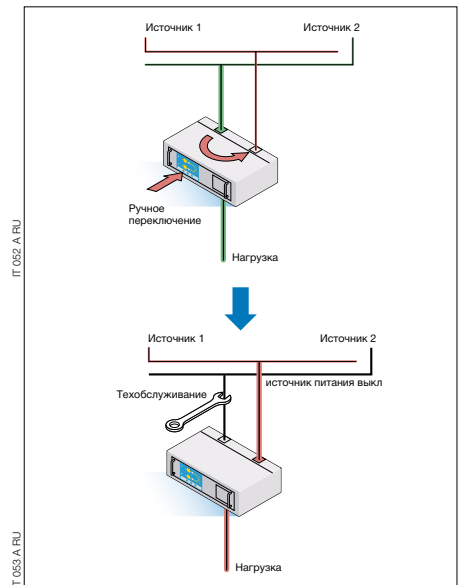 Источник 1
Источник 2
Ручное
переключение
Нагрузка
IT 052 A RU
Источник 1
Источник 2
источник питания выкл
Техобслуживание
Нагрузка
IT 053 A RU